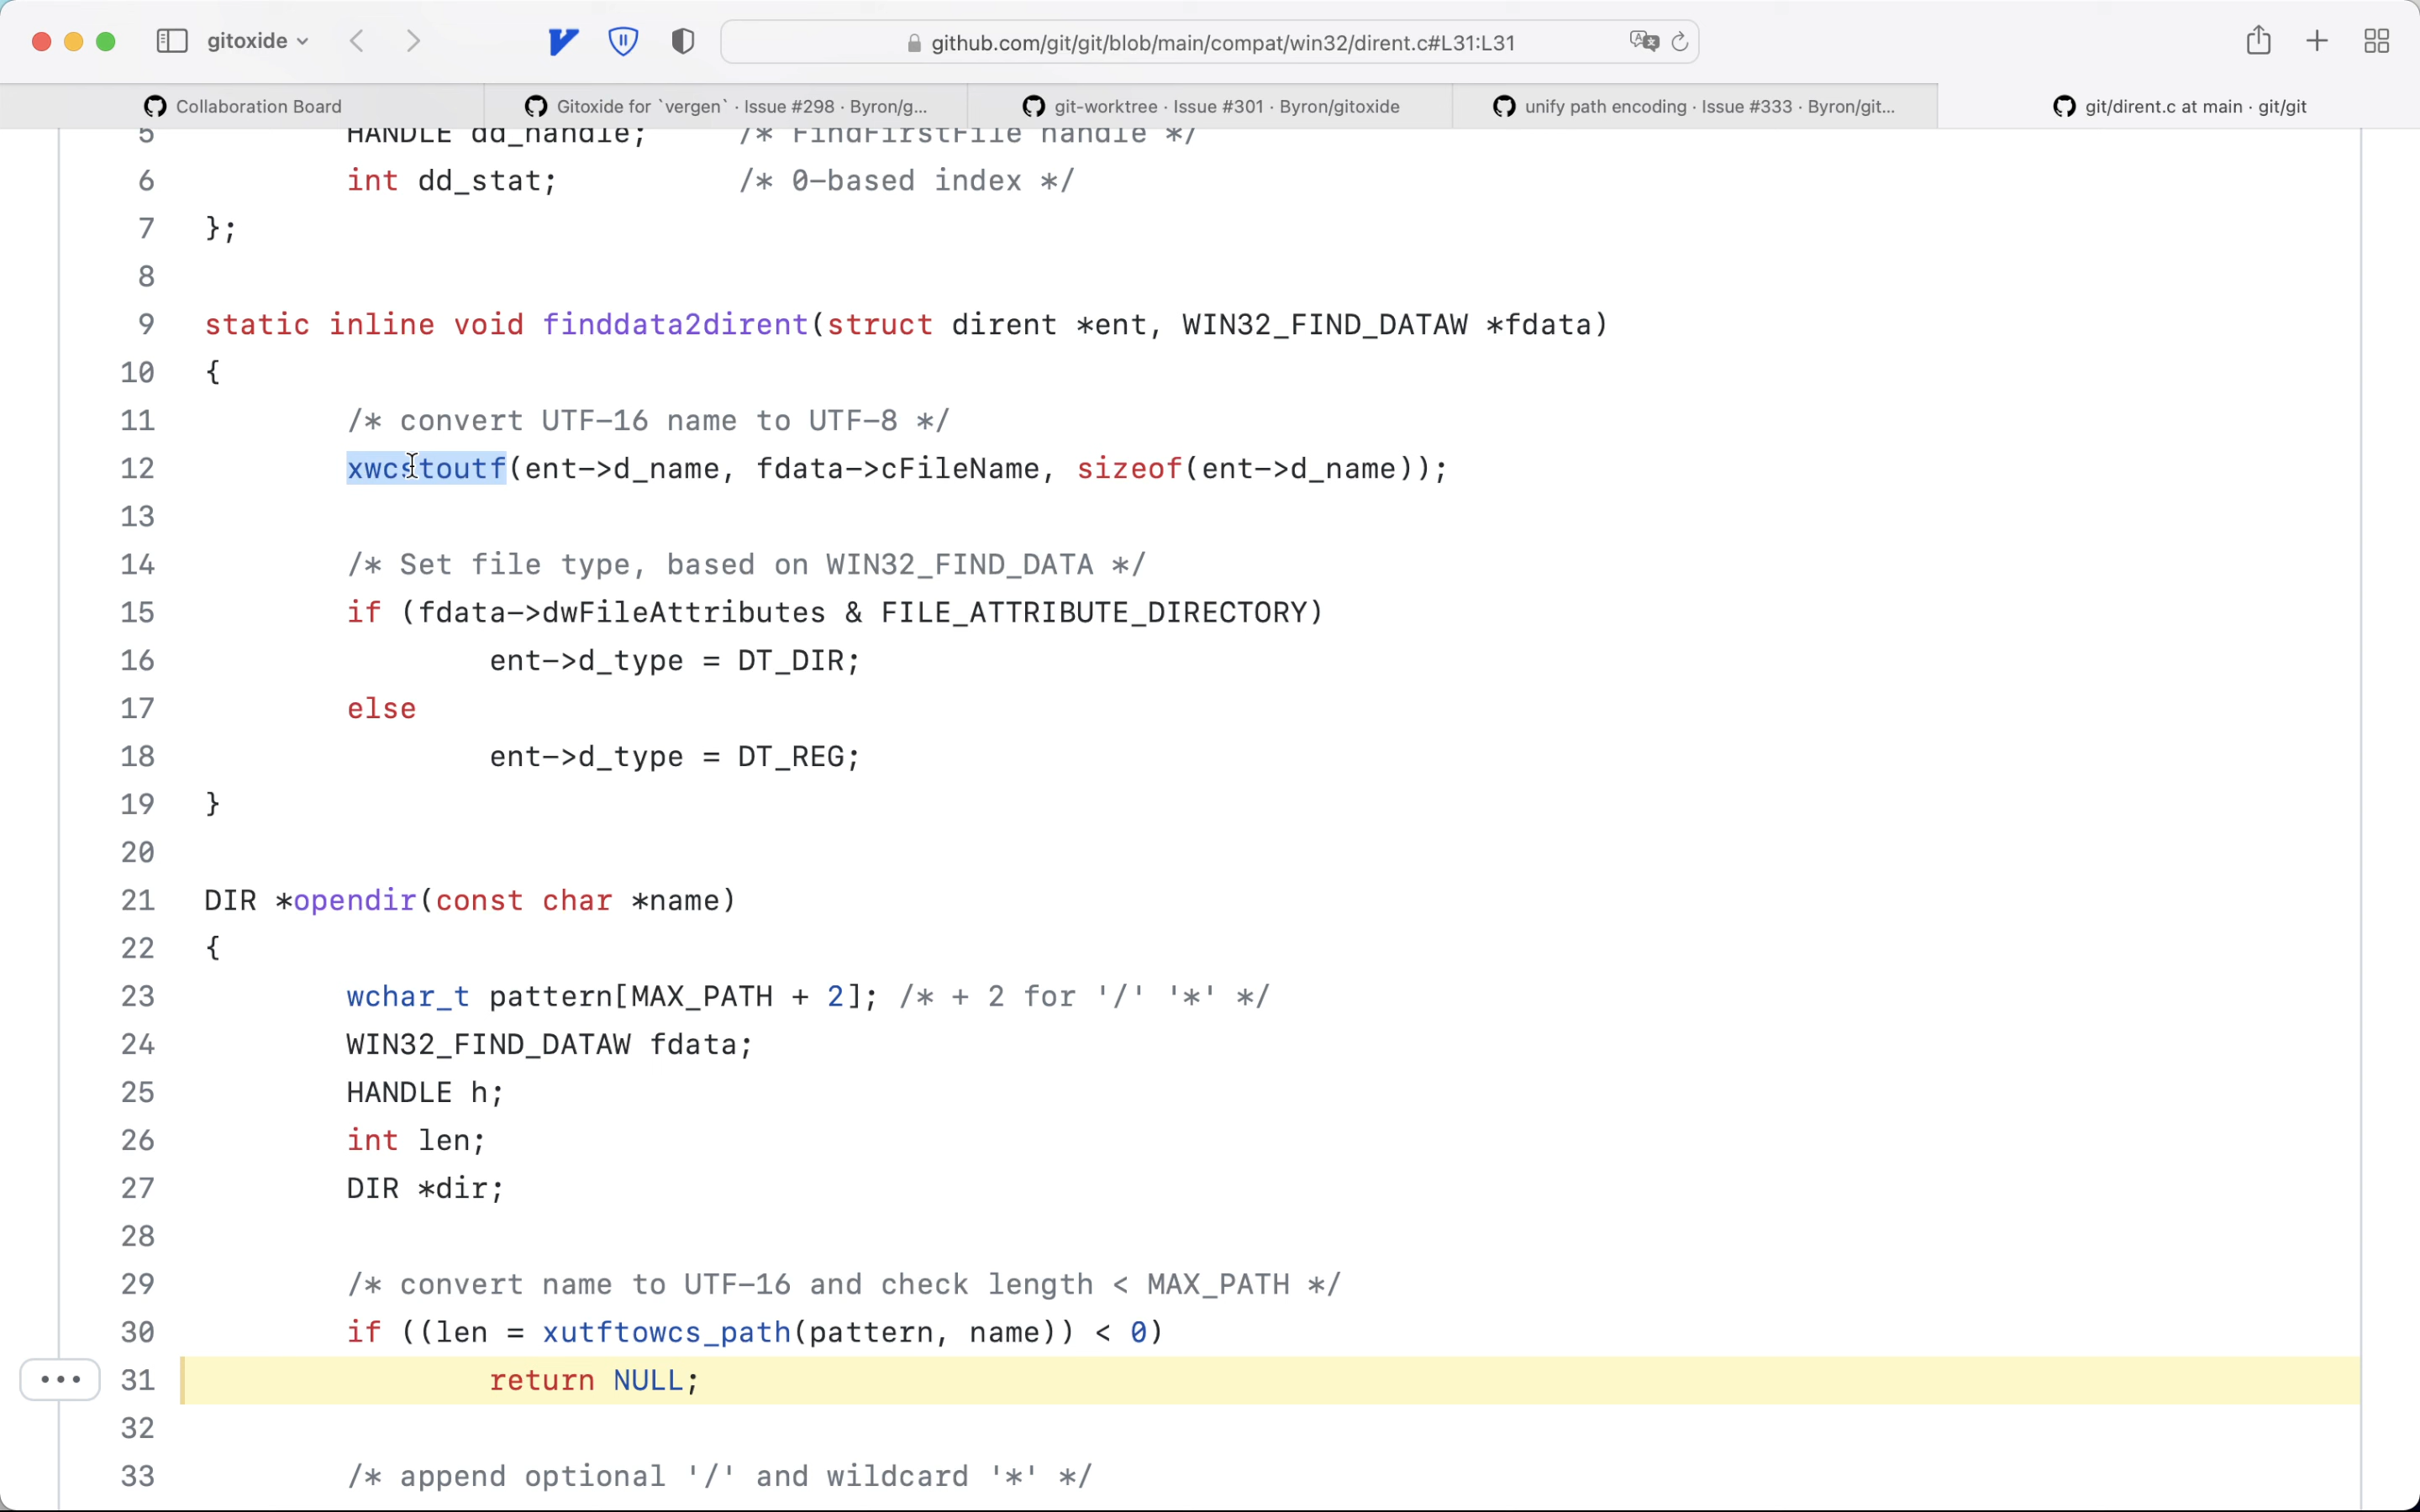 gitoxide
github.com/git/git/blob/main/compat/win32/dirent.c#L31:L31
Collaboration Board
Gitoxide for `vergen` · Issue #298 · Byron/g...
git-worktree · Issue #301 · Byron/gitoxide
unify path encoding · Issue #333 · Byron/git...
git/dirent.c at main · git/git
5 HANDLE dd_handle; /* FindFirstFile handle */
6 int dd_stat; /* 0-based index */
7 };
8
9 static inline void finddata2dirent(struct dirent *ent, WIN32_FIND_DATAW *fdata)
10 {
11 /* convert UTF-16 name to UTF-8 */
12 xwcstoutf(ent->d_name, fdata->cFileName, sizeof(ent->d_name));
13
14 /* Set file type, based on WIN32_FIND_DATA */
15 if (fdata->dwFileAttributes & FILE_ATTRIBUTE_DIRECTORY)
16 ent->d_type = DT_DIR;
17 else
18 ent->d_type = DT_REG;
19 }
20
21 DIR *opendir(const char *name)
22 {
23 wchar_t pattern[MAX_PATH + 2]; /* + 2 for '/' '*' */
24 WIN32_FIND_DATAW fdata;
25 HANDLE h;
26 int len;
27 DIR *dir;
28
29 /* convert name to UTF-16 and check length < MAX_PATH */
30 if ((len = xutftowcs_path(pattern, name)) < 0)
31 return NULL;
32
33 /* append optional '/' and wildcard '*' */